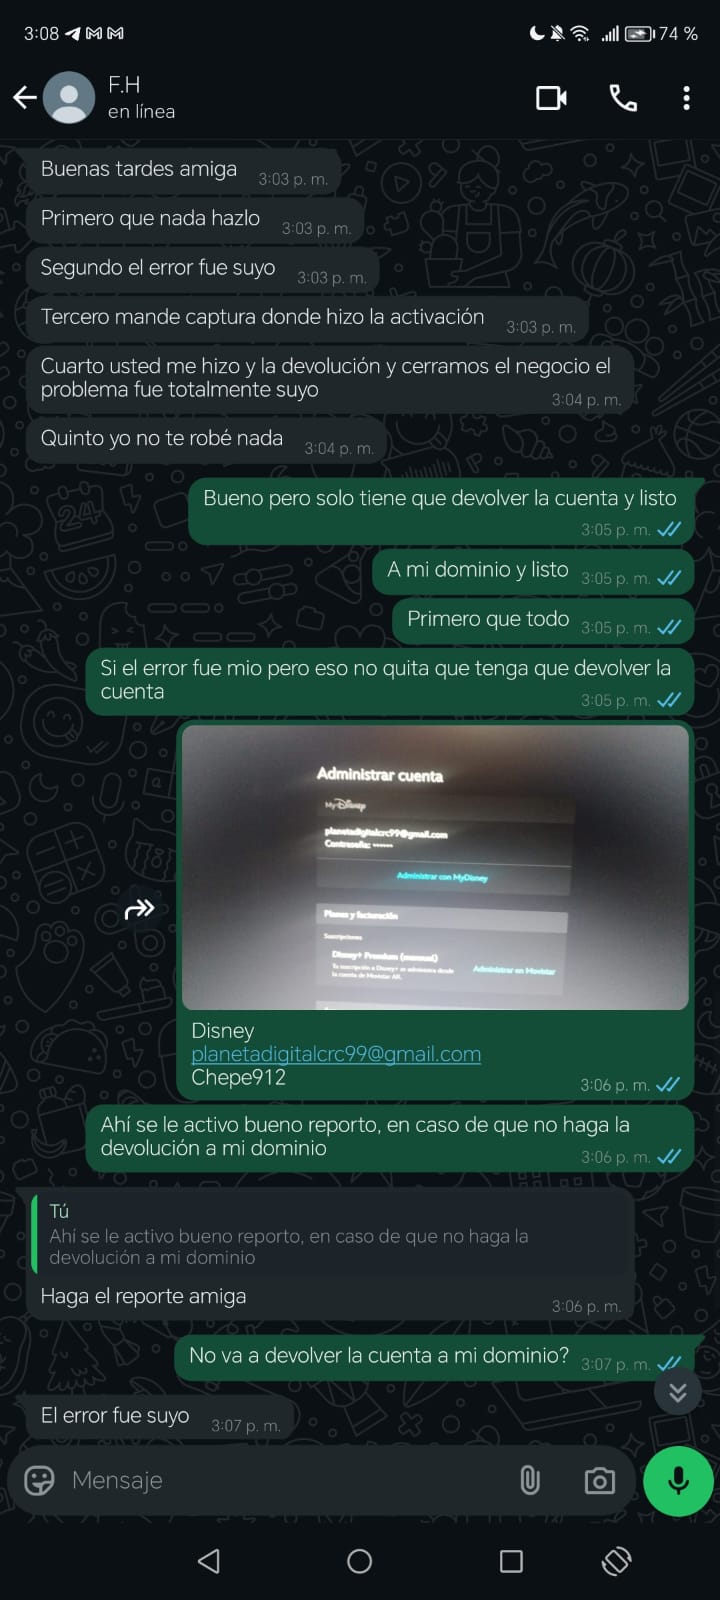 3:08
74 %
F.H
en línea
Buenas tardes amiga
3:03 p. m.
Primero que nada hazlo
3:03 p. m.
Segundo el error fue suyo
3:03 p. m.
Tercero mande captura donde hizo la activación
3:03 p. m.
Cuarto usted me hizo y la devolución y cerramos el negocio el
problema fue totalmente suyo
3:04 p. m.
Quinto yo no te robé nada
3:04 p. m.
Bueno pero solo tiene que devolver la cuenta y listo
3:05 p. m.
A mi dominio y listo
3:05 p. m.
Primero que todo
3:05 p. m.
Si el error fue mio pero eso no quita que tenga que devolver la
cuenta
3:05 p. m.
Administrar cuenta
MyDisney
planetadigitalcrc99@gmail.com
Contraseña:
Administrar con MyDisney
Planes y facturación
Suscripciones
Disney+ Premium (manual)
Tu suscripción a Disney+ se administra desde
la cuenta de Movistar AR.
Administrar en Movistar
Disney
planetadigitalcrc99@gmail.com
Chepe912
3:06 p. m.
Ahí se le activo bueno reporto, en caso de que no haga la
devolución a mi dominio
3:06 p. m.
Tú
Ahí se le activo bueno reporto, en caso de que no haga la
devolución a mi dominio
Haga el reporte amiga
3:06 p. m.
No va a devolver la cuenta a mi dominio?
3:07 p. m.
El error fue suyo
3:07 p. m.
Mensaje